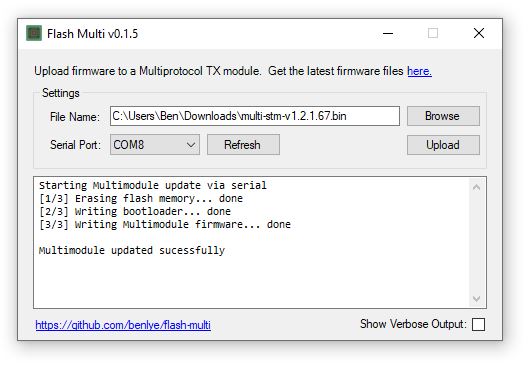 Flash Multi v0.1.5
Upload firmware to a Multiprotocol TX module. Get the latest firmware files here.
Settings
File Name: C:\Users\Ben\Downloads\multi-stm-v1.2.1.67.bin Browse
Serial Port: COM8 Refresh Upload
Starting Multimodule update via serial
[1/3] Erasing flash memory... done
[2/3] Writing bootloader... done
[3/3] Writing Multimodule firmware... done
Multimodule updated sucessfully
https://github.com/benlye/flash-multi Show Verbose Output: